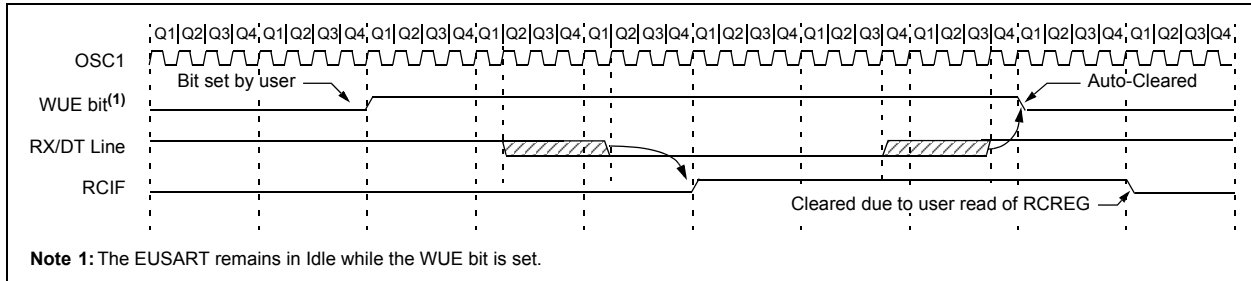 Q1 Q2 Q3 Q4 Q1 Q2 Q3 Q4 Q1 Q2 Q3 Q4 Q1 Q2 Q3 Q4 Q1 Q2 Q3 Q4 Q1 Q2 Q3 Q4 Q1 Q2 Q3 Q4 Q1 Q2 Q3 Q4 Q1 Q2 Q3 Q4 Q1 Q2 Q3 Q4
OSC1
Bit set by user
Auto-Cleared
WUE bit(1)
RX/DT Line
RCIF
Cleared due to user read of RCREG
Note 1: The EUSART remains in Idle while the WUE bit is set.